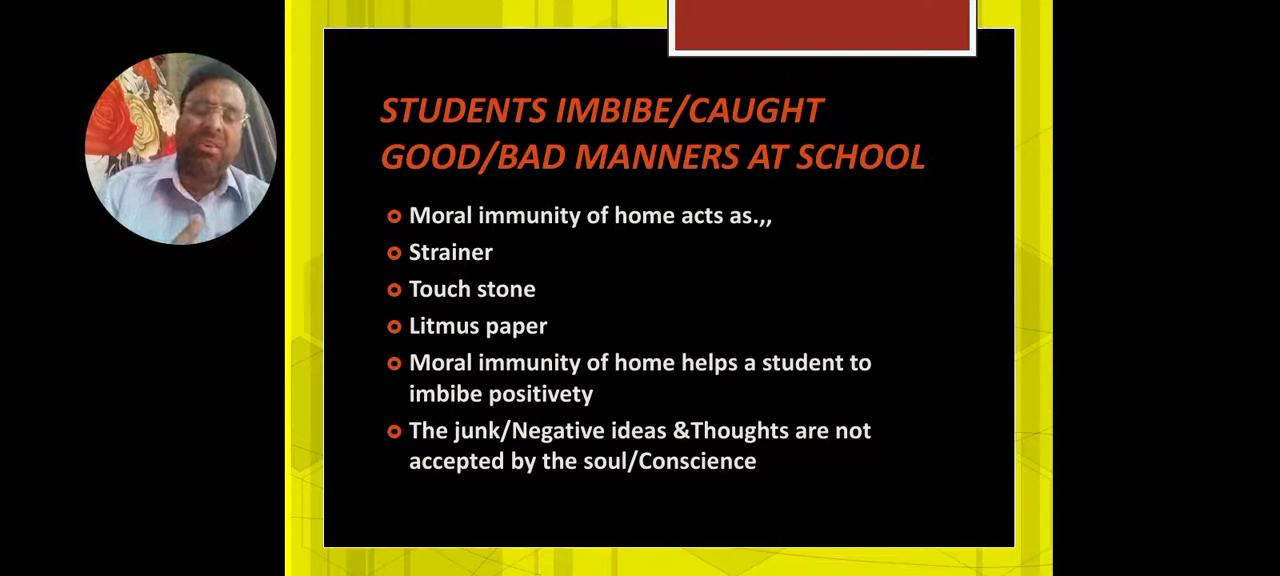 STUDENTS IMBIBE/CAUGHT
GOOD/BAD MANNERS AT SCHOOL
Moral immunity of home acts as.,,
Strainer
Touch stone
Litmus paper
Moral immunity of home helps a student to
imbibe positivety
The junk/Negative ideas &Thoughts are not
accepted by the soul/Conscience